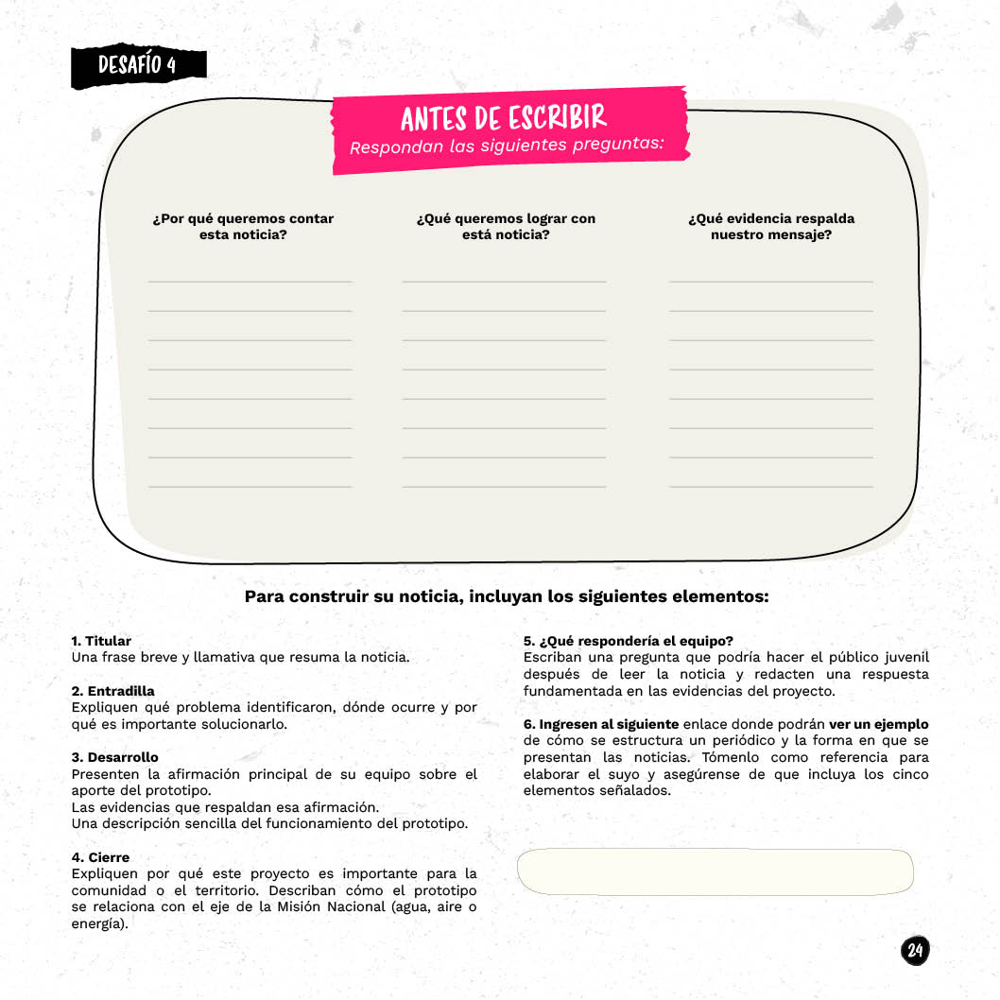 DESAFÍO 4
ANTES DE ESCRIBIR
Respondan las siguientes preguntas:
¿Por qué queremos contar
esta noticia?
¿Qué queremos lograr con
está noticia?
¿Qué evidencia respalda
nuestro mensaje?
Para construir su noticia, incluyan los siguientes elementos:
1. Titular
Una frase breve y llamativa que resuma la noticia.
2. Entradilla
Expliquen qué problema identificaron, dónde ocurre y por
qué es importante solucionarlo.
3. Desarrollo
Presenten la afirmación principal de su equipo sobre el
aporte del prototipo.
Las evidencias que respaldan esa afirmación.
Una descripción sencilla del funcionamiento del prototipo.
4. Cierre
Expliquen por qué este proyecto es importante para la
comunidad o el territorio. Describan cómo el prototipo
se relaciona con el eje de la Misión Nacional (agua, aire o
energía).
5. ¿Qué respondería el equipo?
Escriban una pregunta que podría hacer el público juvenil
después de leer la noticia y redacten una respuesta
fundamentada en las evidencias del proyecto.
6. Ingresen al siguiente enlace donde podrán ver un ejemplo
de cómo se estructura un periódico y la forma en que se
presentan las noticias. Tómenlo como referencia para
elaborar el suyo y asegúrense de que incluya los cinco
elementos señalados.
24